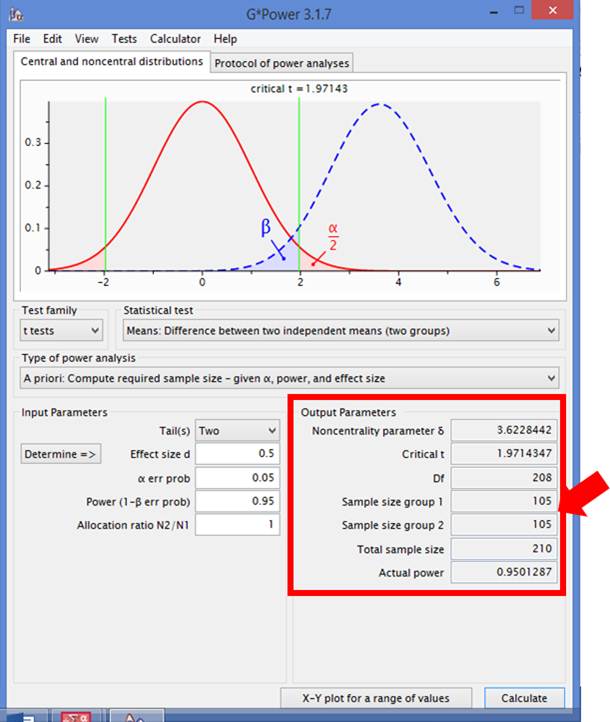 G*Power 3.1.7
File Edit View Tests Calculator Help
Central and noncentral distributions Protocol of power analyses
critical t = 1.97143
0.3
0.2
0.1
0
β α/2
-2 0 2 4 6
Test family Statistical test
t tests Means: Difference between two independent means (two groups)
Type of power analysis
A priori: Compute required sample size - given α, power, and effect size
Input Parameters Output Parameters
Tail(s) Two Noncentrality parameter δ 3.6228442
Determine => Effect size d 0.5 Critical t 1.9714347
α err prob 0.05 Df 208
Power (1-β err prob) 0.95 Sample size group 1 105
Allocation ratio N2/N1 1 Sample size group 2 105
Total sample size 210
Actual power 0.9501287
X-Y plot for a range of values Calculate